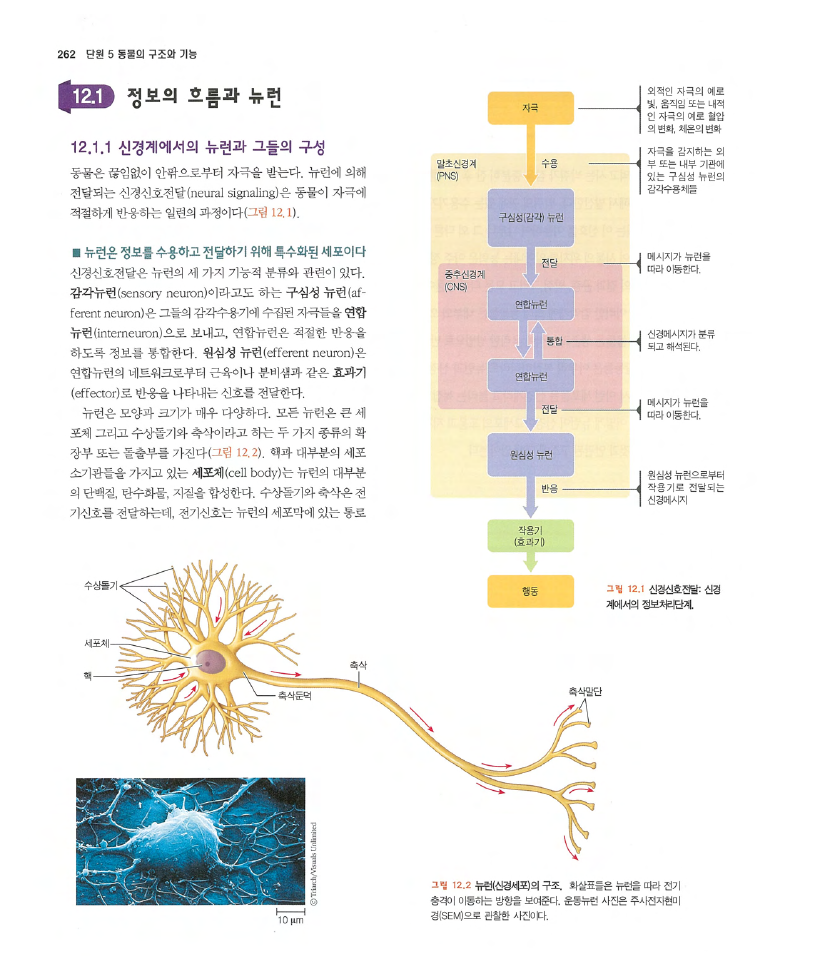 262 단원 5 동물의 구조와 기능
12.1 정보의 흐름과 뉴런
12.1.1 신경계에서의 뉴런과 그들의 구성
동물은 끊임없이 안팎으로부터 자극을 받는다. 뉴런에 의해
전달되는 신경신호전달(neural signaling)은 동물이 자극에
적절하게 반응하는 일련의 과정이다(그림 12.1).
■ 뉴런은 정보를 수용하고 전달하기 위해 특수화된 세포이다
신경신호전달은 뉴런의 세 가지 기능적 분류와 관련이 있다.
감각뉴런(sensory neuron)이라고도 하는 구심성 뉴런(af-
ferent neuron)은 그들의 감각수용기에 수집된 자극들을 연합
뉴런(interneuron)으로 보내고, 연합뉴런은 적절한 반응을
하도록 정보를 통합한다. 원심성 뉴런(efferent neuron)은
연합뉴런의 네트워크로부터 근육이나 분비샘과 같은 효과기
(effector)로 반응을 나타내는 신호를 전달한다.
뉴런은 모양과 크기가 매우 다양하다. 모든 뉴런은 큰 세
포체 그리고 수상돌기와 축삭이라고 하는 두 가지 종류의 확
장부 또는 돌출부를 가진다(그림 12.2). 핵과 대부분의 세포
소기관들을 가지고 있는 세포체(cell body)는 뉴런의 대부분
의 단백질, 탄수화물, 지질을 합성한다. 수상돌기와 축삭은 전
기신호를 전달하는데, 전기신호는 뉴런의 세포막에 있는 통로
자극
외적인 자극의 예로
빛, 움직임 또는 내적
인 자극의 예로 혈압
의 변화, 체온의 변화
말초신경계
(PNS)
수용
자극을 감지하는 외
부 또는 내부 기관에
있는 구심성 뉴런의
감각수용체들
구심성(감각) 뉴런
전달
메시지가 뉴런을
따라 이동한다.
중추신경계
(CNS)
연합뉴런
통합
신경메시지가 분류
되고 해석된다.
연합뉴런
전달
메시지가 뉴런을
따라 이동한다.
원심성 뉴런
반응
원심성 뉴런으로부터
작용기로 전달되는
신경메시지
작용기
(효과기)
행동
그림 12.1 신경신호전달: 신경
계에서의 정보처리단계.
수상돌기
세포체
핵
축삭둔덕
축삭
축삭말단
© Triarch/Visuals Unlimited
10 μm
그림 12.2 뉴런(신경세포)의 구조. 화살표들은 뉴런을 따라 전기
충격이 이동하는 방향을 보여준다. 운동뉴런 사진은 주사전자현미
경(SEM)으로 관찰한 사진이다.